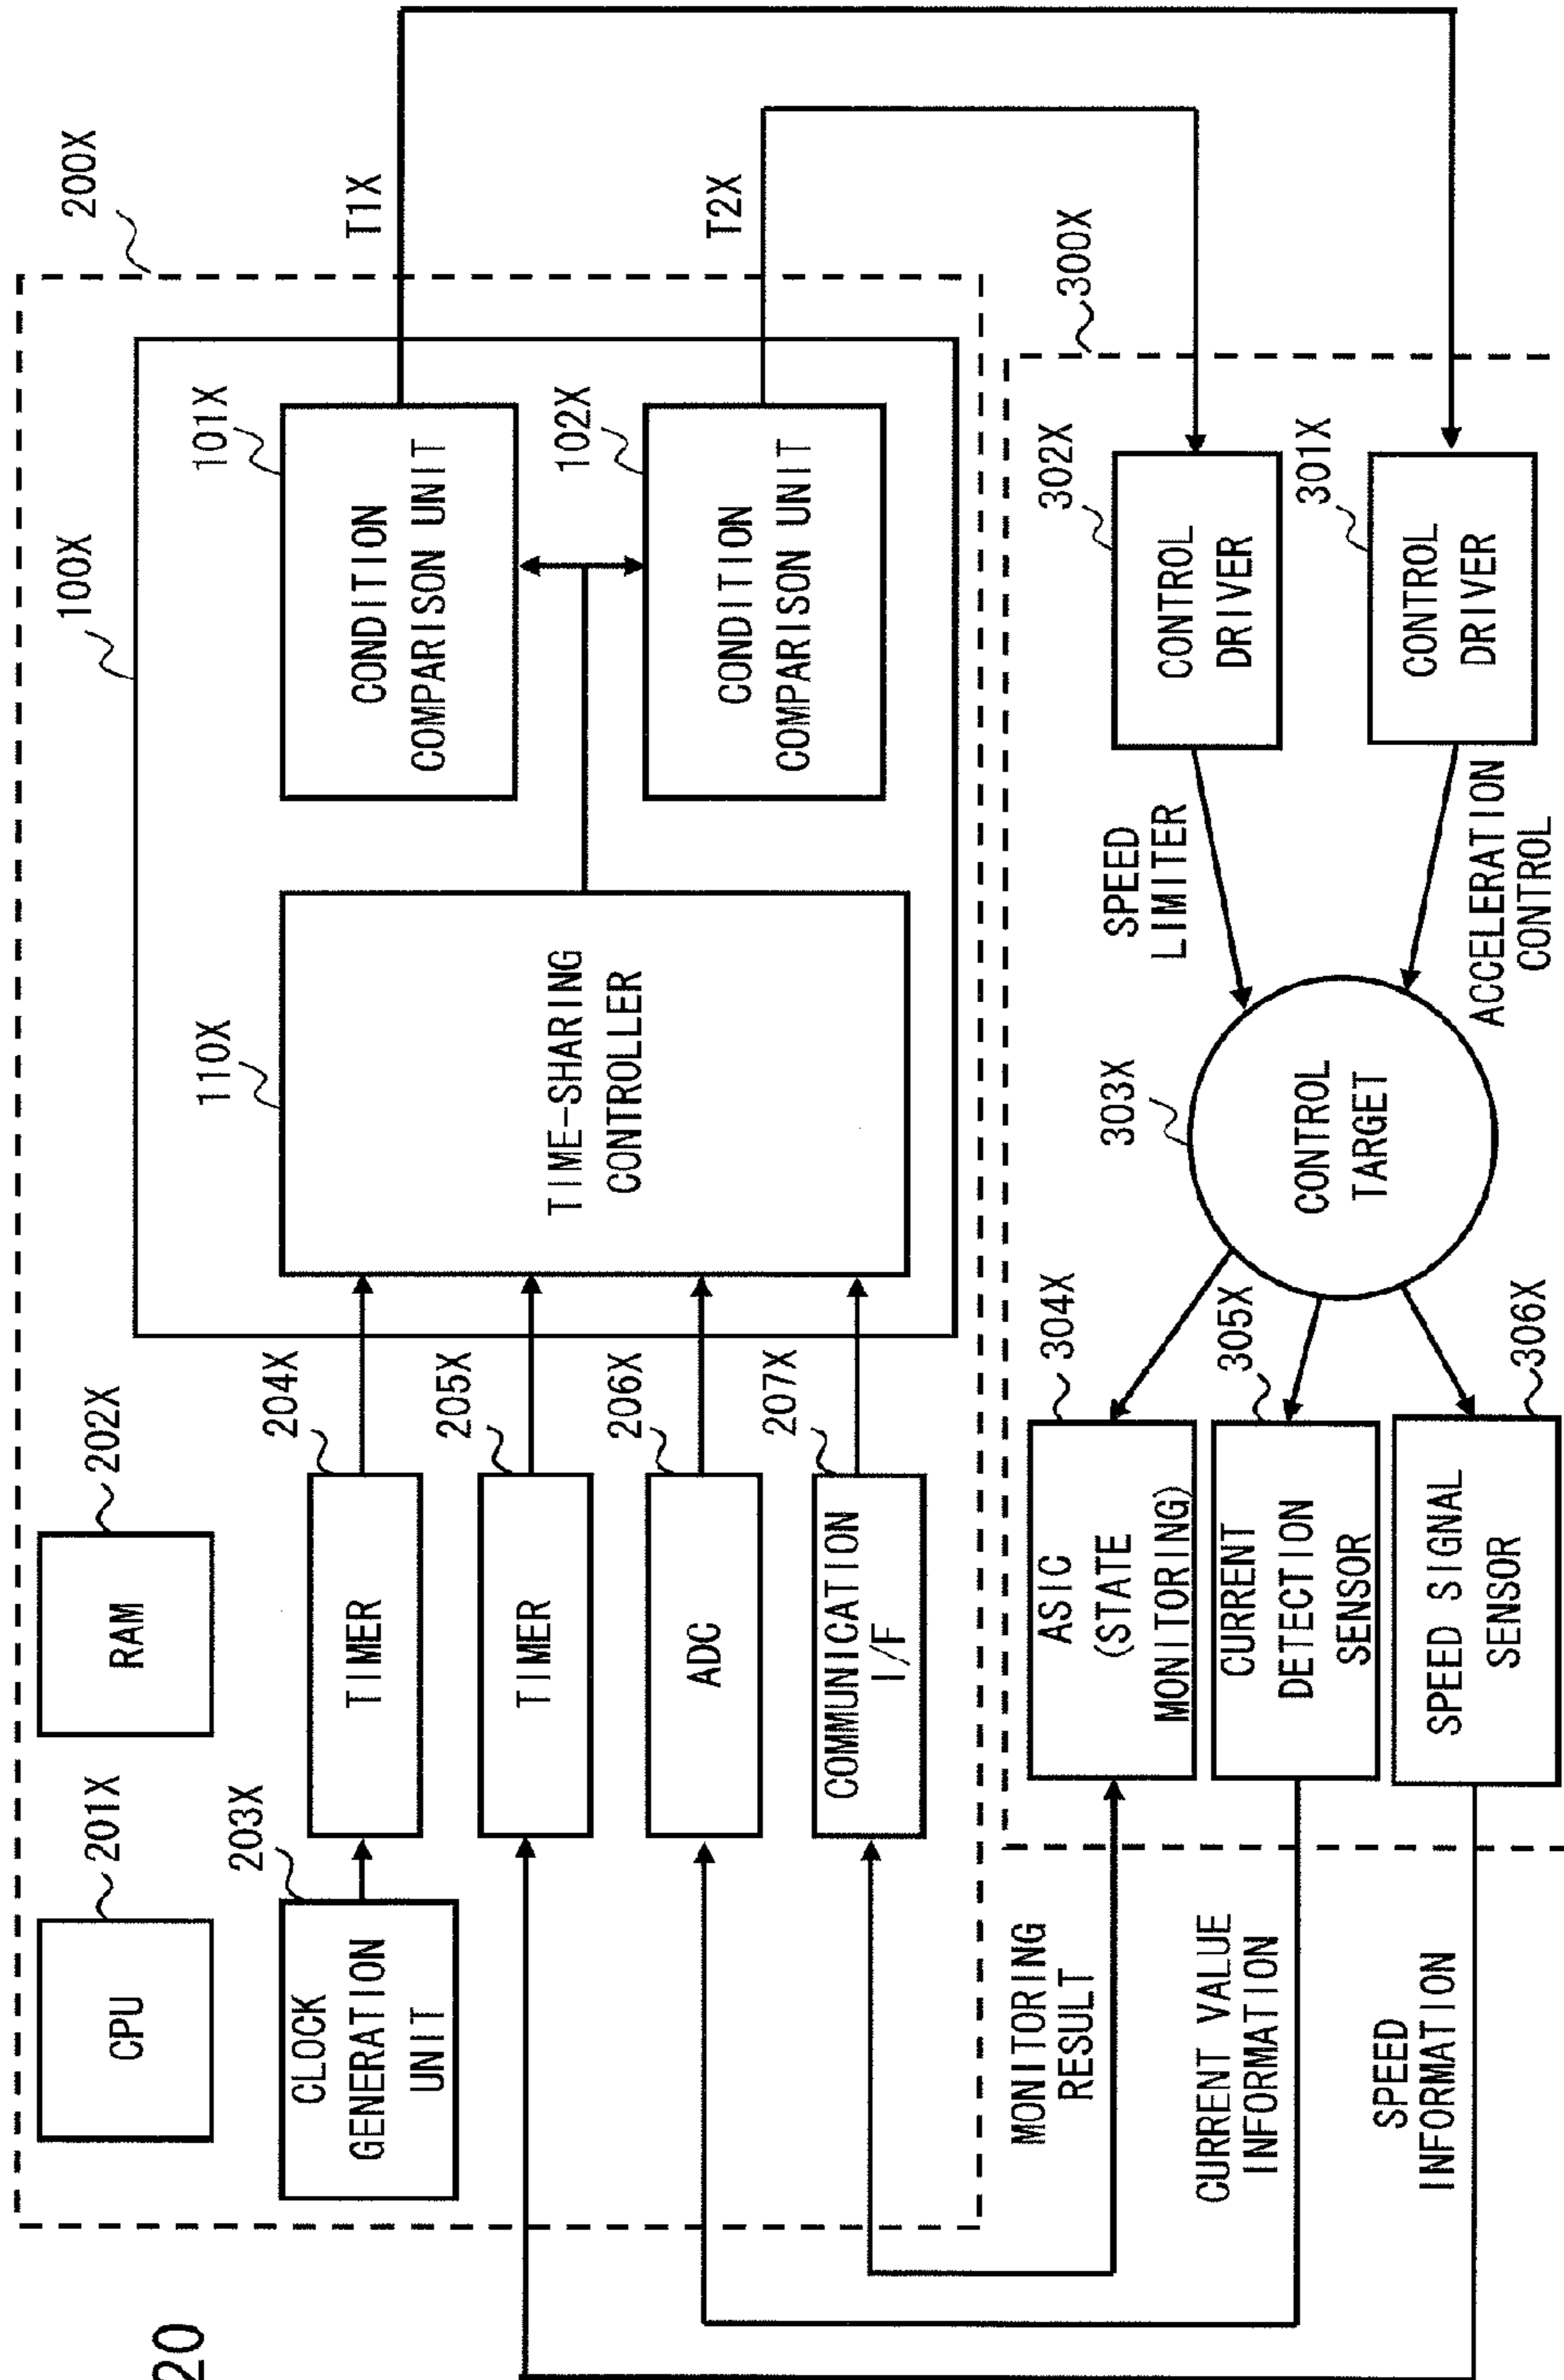 20
200X
CPU
201X
RAM
202X
100X
CLOCK
GENERATION
UNIT
203X
TIMER
204X
TIMER
205X
ADC
206X
COMMUNICATION
I/F
207X
TIME-SHARING
CONTROLLER
110X
CONDITION
COMPARISON UNIT
101X
CONDITION
COMPARISON UNIT
102X
T1X
T2X
300X
MONITORING
RESULT
CURRENT VALUE
INFORMATION
SPEED
INFORMATION
ASIC
(STATE
MONITORING)
304X
CURRENT
DETECTION
SENSOR
305X
SPEED SIGNAL
SENSOR
306X
CONTROL
TARGET
303X
SPEED
LIMITER
ACCELERATION
CONTROL
CONTROL
DRIVER
302X
CONTROL
DRIVER
301X